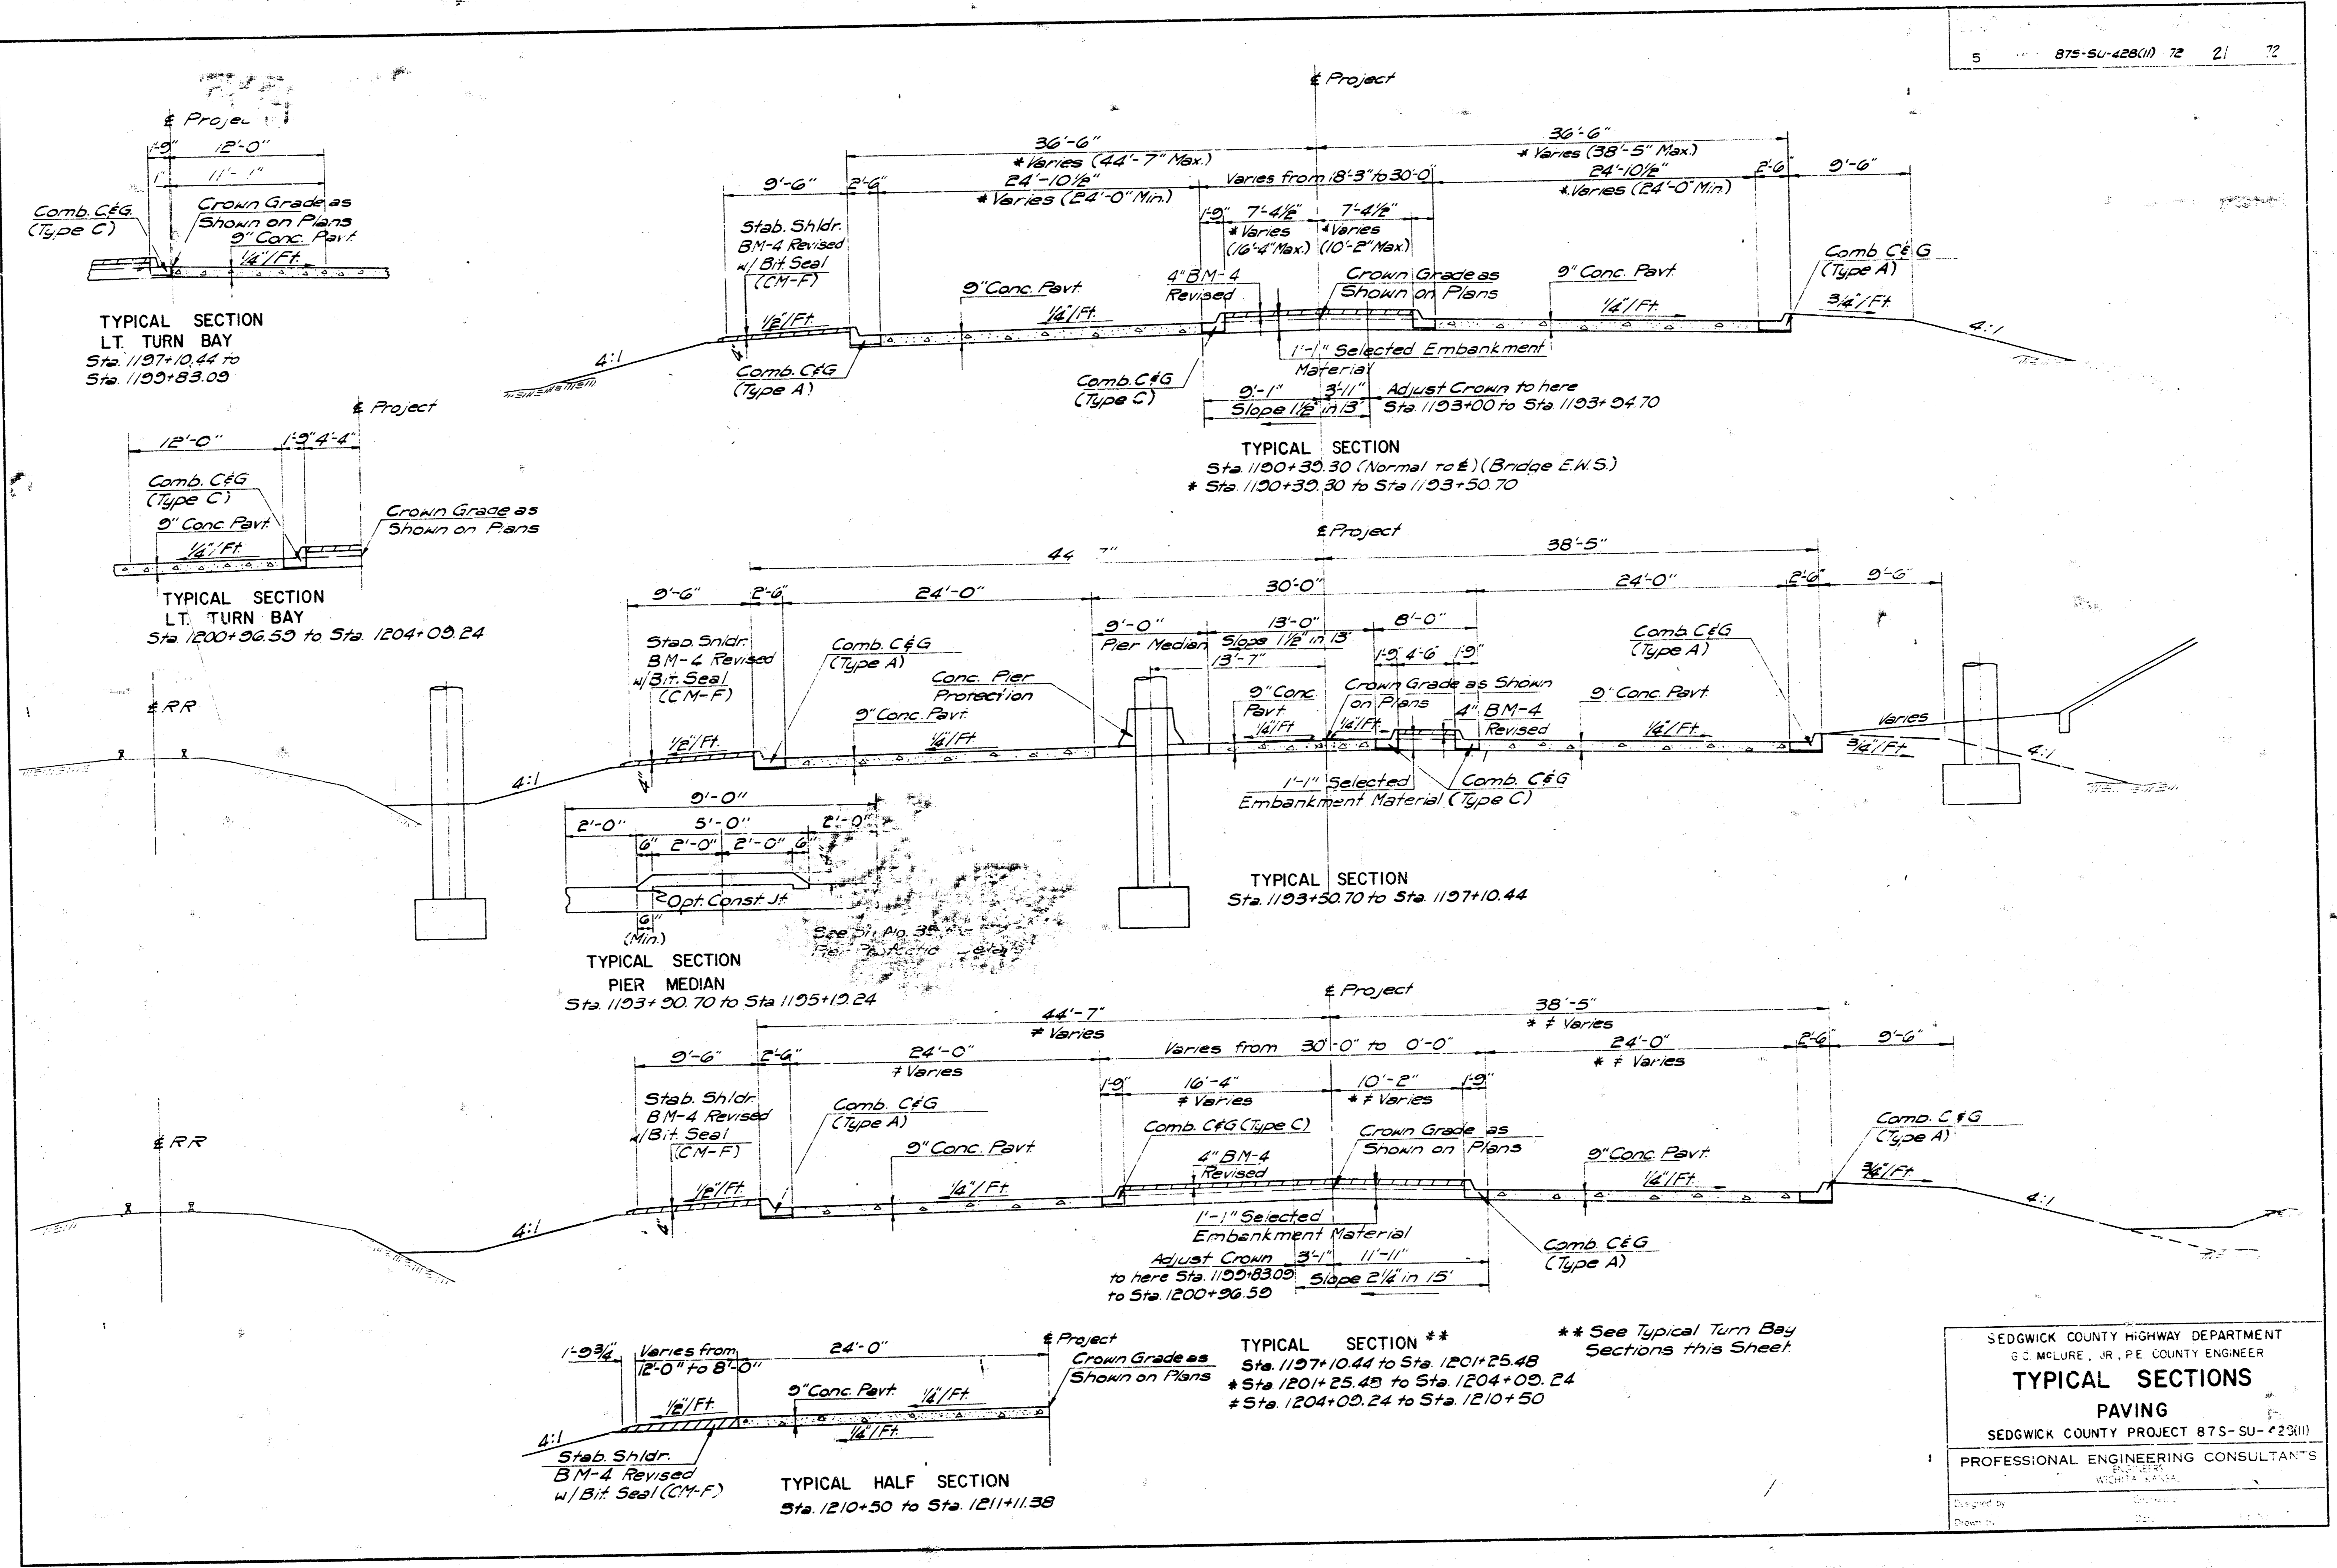 5 87S-SU-428(11) 72 21 72
℄ Project
1'-9" 12'-0"
1" 11'-1"
Comb. C&G
(Type C)
Crown Grade as
Shown on Plans
9" Conc. Pavt.
1/4"/Ft.
TYPICAL SECTION
LT. TURN BAY
Sta. 1197+10.44 to
Sta. 1199+83.09
℄ Project
12'-0" 1'-9" 4'-4"
Comb. C&G
(Type C)
9" Conc. Pavt.
1/4"/Ft.
Crown Grade as
Shown on Plans
TYPICAL SECTION
LT. TURN BAY
Sta. 1200+96.59 to Sta. 1204+09.24
℄ Project
36'-6" 36'-6"
*Varies (44'-7" Max.) *Varies (38'-5" Max.)
9'-6" 2'-6" 24'-10½" Varies from 18'-3" to 30'-0" 24'-10½" 2'-6" 9'-6"
*Varies (24'-0" Min.) *Varies (24'-0" Min)
1'-9" 7'-4½" 7'-4½"
*Varies *Varies
(16'-4" Max.) (10'-2" Max)
Stab. Shldr.
BM-4 Revised
w/ Bit. Seal
(CM-F)
1/2"/Ft.
9" Conc. Pavt.
1/4"/Ft.
4" BM-4
Revised
Crown Grade as
Shown on Plans
9" Conc. Pavt.
1/4"/Ft.
Comb C&G
(Type A)
3/4"/Ft.
4:1
4:1
Comb. C&G
(Type A)
Comb. C&G
(Type C)
1'-1" Selected Embankment
Material
9'-1" 3'-11" Adjust Crown to here
Slope 1½" in 13' Sta. 1193+00 to Sta. 1193+94.70
TYPICAL SECTION
Sta. 1190+39.30 (Normal to ℄) (Bridge E.W.S.)
* Sta. 1190+39.30 to Sta 1193+50.70
℄ Project
44 7" 38'-5"
9'-6" 2'-6" 24'-0" 30'-0" 24'-0" 2'-6" 9'-6"
9'-0" 13'-0" 8'-0"
Pier Median Slope 1½" in 13'
13'-7" 1'-9" 4'-6" 1'-9"
Stab. Shldr.
BM-4 Revised
w/ Bit. Seal
(CM-F)
1/2"/Ft.
Comb. C&G
(Type A)
9" Conc. Pavt.
1/4"/Ft.
Conc. Pier
Protection
9" Conc.
Pavt.
1/4"/Ft
Crown Grade as Shown
on Plans
1/4"/Ft.
4" BM-4
Revised
9" Conc. Pavt.
1/4"/Ft.
Comb. C&G
(Type A)
Varies
3/4"/Ft.
4:1
℄ RR
4:1
1'-1" Selected
Embankment Material
Comb. C&G
(Type C)
TYPICAL SECTION
Sta. 1193+50.70 to Sta. 1197+10.44
9'-0"
2'-0" 5'-0" 2'-0"
6" 2'-0" 2'-0" 6"
Opt. Const. Jt.
6"
(Min.)
See Sh. No. 35
TYPICAL SECTION
PIER MEDIAN
Sta. 1193+90.70 to Sta 1195+19.24
℄ Project
44'-7" 38'-5"
≠ Varies * ≠ Varies
9'-6" 2'-6" 24'-0" Varies from 30'-0" to 0'-0" 24'-0" 2'-6" 9'-6"
≠ Varies * ≠ Varies
1'-9" 16'-4" 10'-2" 1'-9"
≠ Varies * ≠ Varies
Stab. Shldr.
BM-4 Revised
w/ Bit. Seal
(CM-F)
1/2"/Ft.
Comb. C&G
(Type A)
9" Conc. Pavt.
1/4"/Ft.
Comb. C&G (Type C)
4" BM-4
Revised
Crown Grade as
Shown on Plans
9" Conc. Pavt.
1/4"/Ft.
Comb. C&G
(Type A)
3/4"/Ft.
4:1
℄ RR
4:1
1'-1" Selected
Embankment Material
Adjust Crown 3'-1" 11'-11"
to here Sta. 1199+83.09 Slope 2¼" in 15'
to Sta. 1200+96.59
Comb. C&G
(Type A)
TYPICAL SECTION **
Sta. 1197+10.44 to Sta. 1201+25.48
* Sta. 1201+25.48 to Sta. 1204+09.24
≠ Sta. 1204+09.24 to Sta. 1210+50
** See Typical Turn Bay
Sections this Sheet.
℄ Project
1'-9¾" Varies from 24'-0"
12'-0" to 8'-0"
Crown Grade as
Shown on Plans
1/2"/Ft. 9" Conc. Pavt. 1/4"/Ft.
1/4"/Ft.
4:1
Stab. Shldr.
BM-4 Revised
w/ Bit. Seal (CM-F)
TYPICAL HALF SECTION
Sta. 1210+50 to Sta. 1211+11.38
SEDGWICK COUNTY HIGHWAY DEPARTMENT
G.C. McLURE, JR., P.E. COUNTY ENGINEER
TYPICAL SECTIONS
PAVING
SEDGWICK COUNTY PROJECT 87S-SU-428(11)
PROFESSIONAL ENGINEERING CONSULTANTS
ENGINEERS
WICHITA KANSAS
Designed by
Drawn by